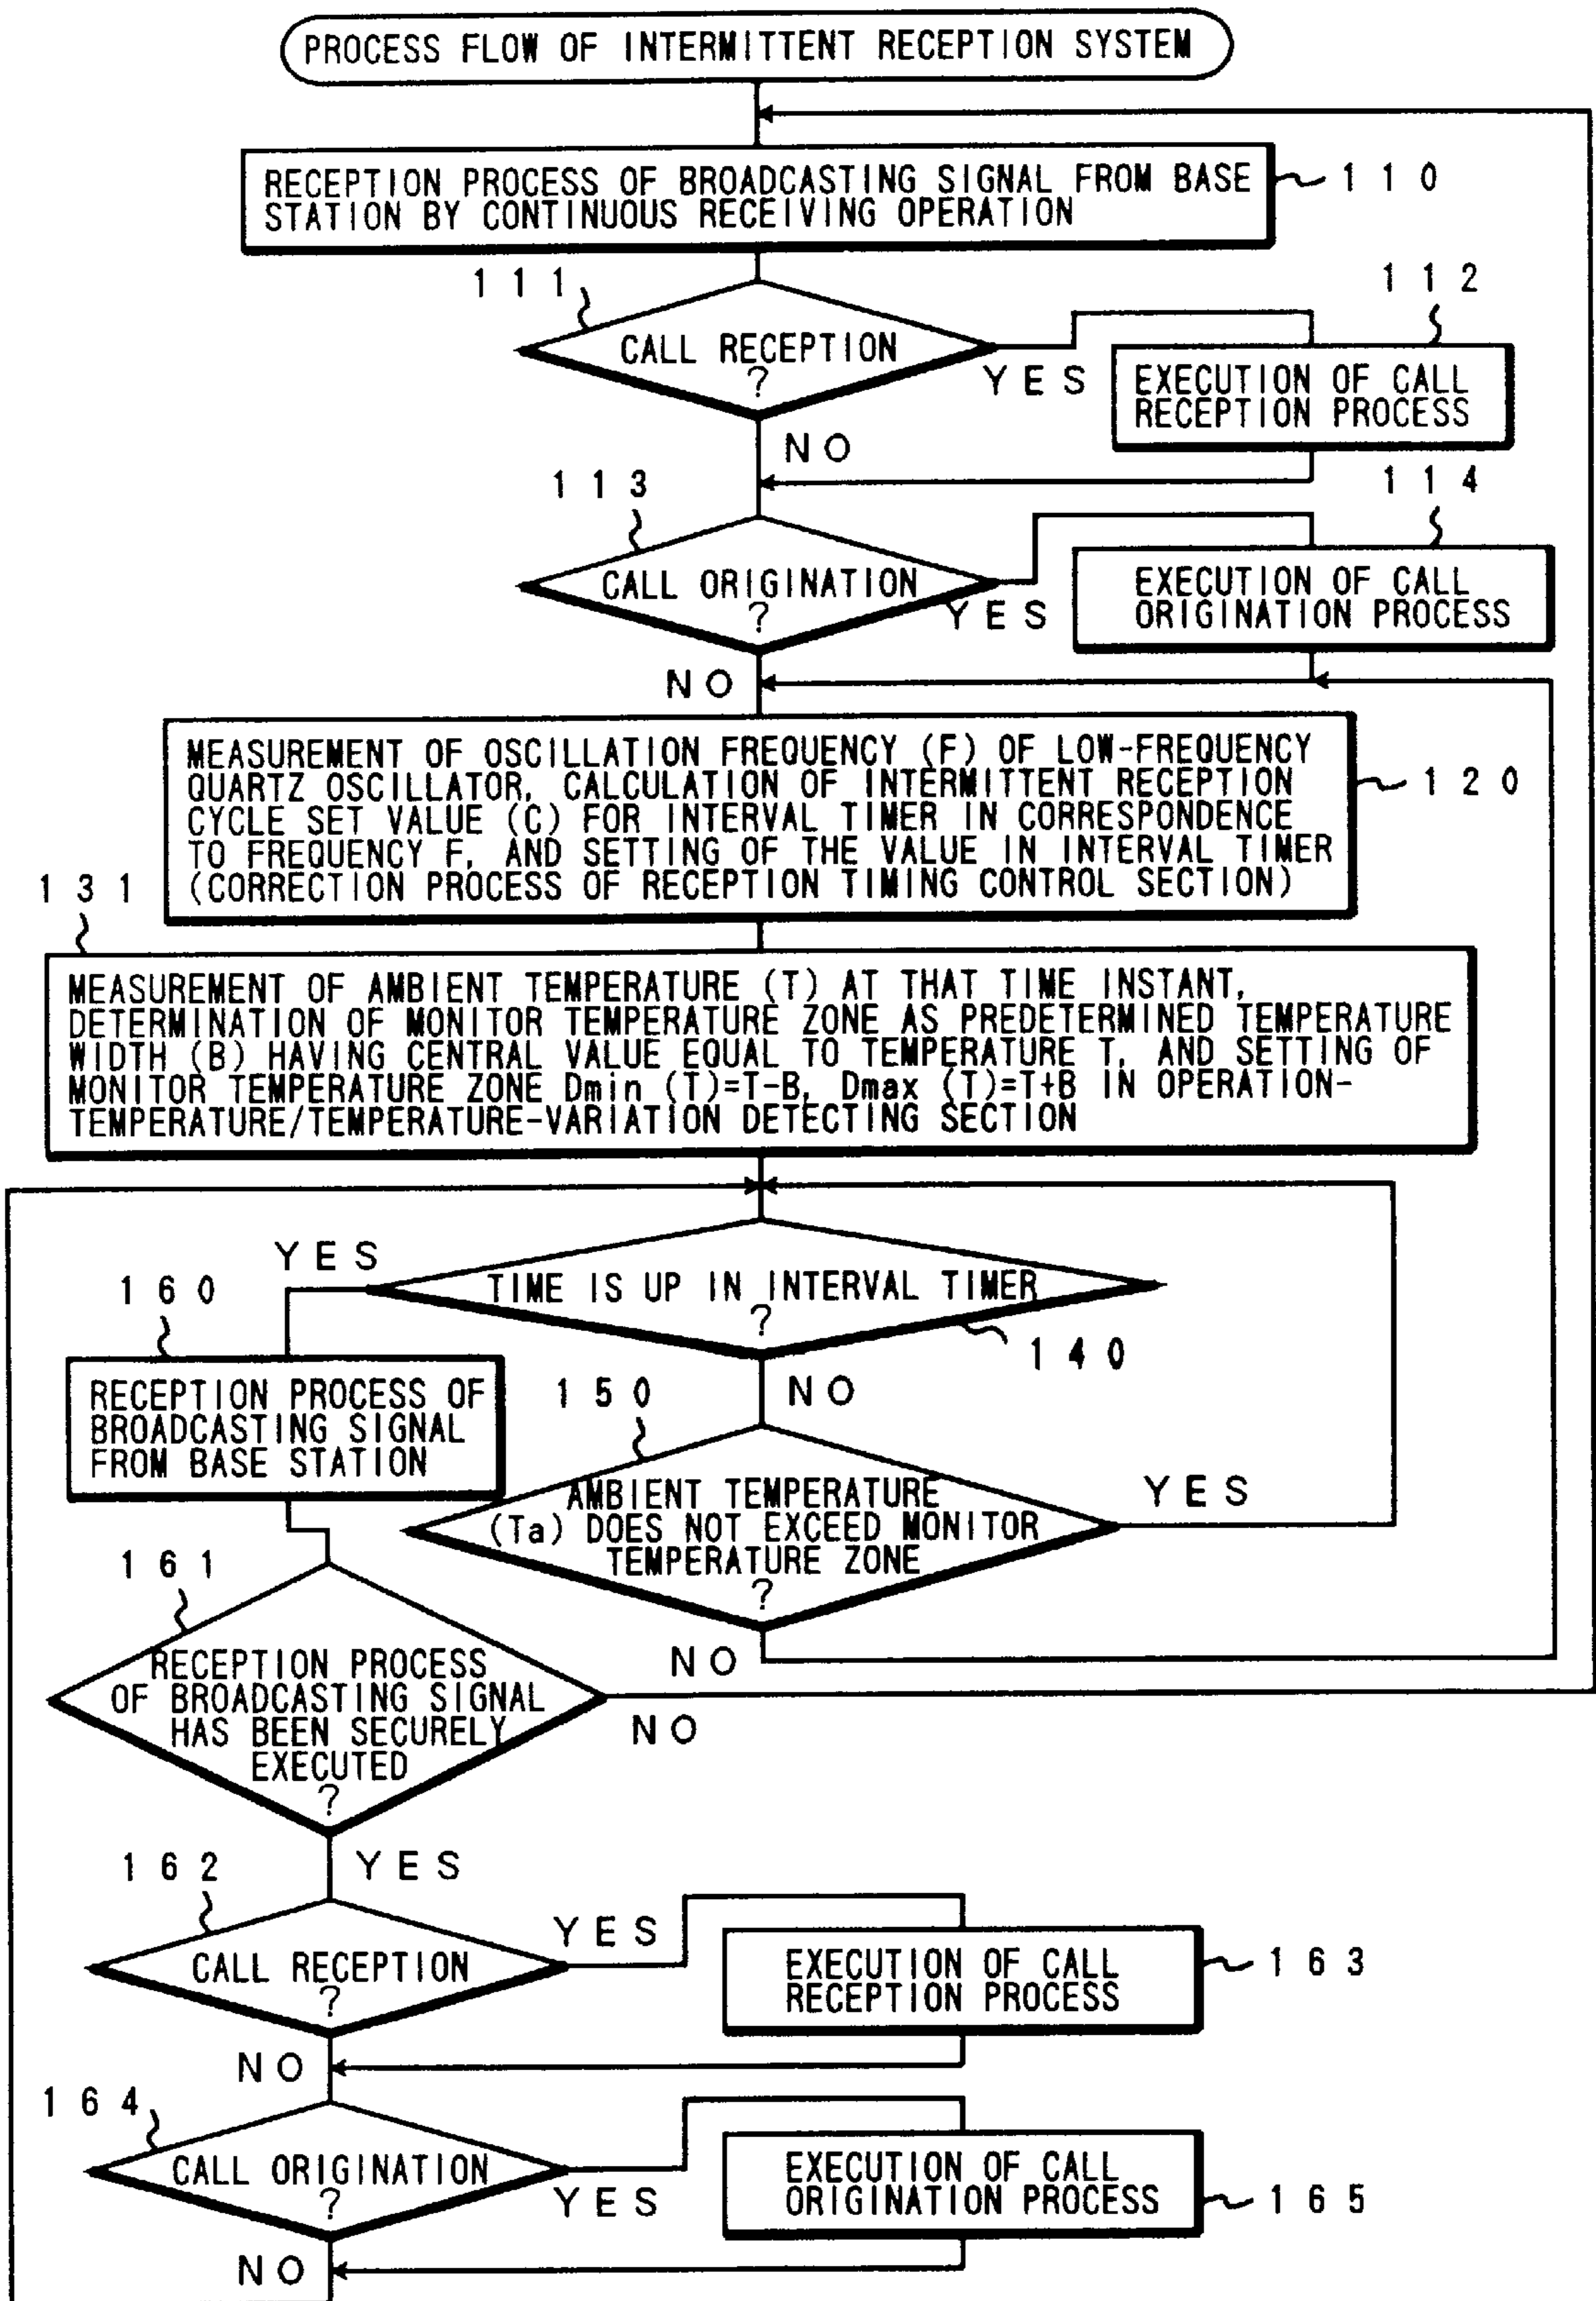 PROCESS FLOW OF INTERMITTENT RECEPTION SYSTEM
RECEPTION PROCESS OF BROADCASTING SIGNAL FROM BASE
STATION BY CONTINUOUS RECEIVING OPERATION
110
111
CALL RECEPTION
?
YES
112
EXECUTION OF CALL
RECEPTION PROCESS
NO
113
CALL ORIGINATION
?
YES
114
EXECUTION OF CALL
ORIGINATION PROCESS
NO
MEASUREMENT OF OSCILLATION FREQUENCY (F) OF LOW-FREQUENCY
QUARTZ OSCILLATOR, CALCULATION OF INTERMITTENT RECEPTION
CYCLE SET VALUE (C) FOR INTERVAL TIMER IN CORRESPONDENCE
TO FREQUENCY F, AND SETTING OF THE VALUE IN INTERVAL TIMER
(CORRECTION PROCESS OF RECEPTION TIMING CONTROL SECTION)
120
131
MEASUREMENT OF AMBIENT TEMPERATURE (T) AT THAT TIME INSTANT,
DETERMINATION OF MONITOR TEMPERATURE ZONE AS PREDETERMINED TEMPERATURE
WIDTH (B) HAVING CENTRAL VALUE EQUAL TO TEMPERATURE T, AND SETTING OF
MONITOR TEMPERATURE ZONE Dmin (T)=T-B, Dmax (T)=T+B IN OPERATION-
TEMPERATURE/TEMPERATURE-VARIATION DETECTING SECTION
YES
TIME IS UP IN INTERVAL TIMER
?
140
NO
160
RECEPTION PROCESS OF
BROADCASTING SIGNAL
FROM BASE STATION
150
AMBIENT TEMPERATURE
(Ta) DOES NOT EXCEED MONITOR
TEMPERATURE ZONE
?
YES
NO
161
RECEPTION PROCESS
OF BROADCASTING SIGNAL
HAS BEEN SECURELY
EXECUTED
?
NO
YES
162
CALL RECEPTION
?
YES
EXECUTION OF CALL
RECEPTION PROCESS
163
NO
164
CALL ORIGINATION
?
YES
EXECUTION OF CALL
ORIGINATION PROCESS
165
NO